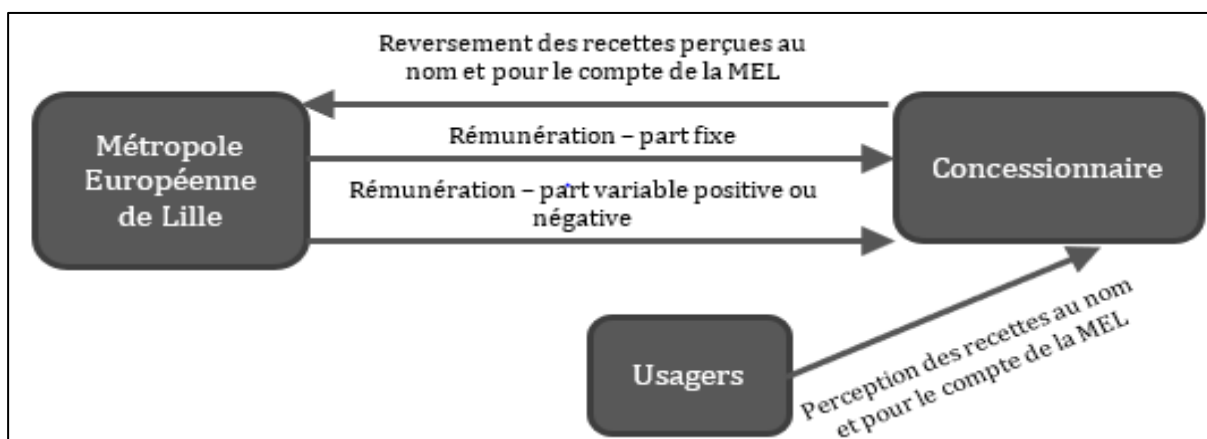 Reversement des recettes perçues au
nom et pour le compte de la MEL
Métropole
Européenne
de Lille
Rémunération – part fixe
Rémunération – part variable positive ou
négative
Concessionnaire
Usagers
Perception des recettes au nom
et pour le compte de la MEL